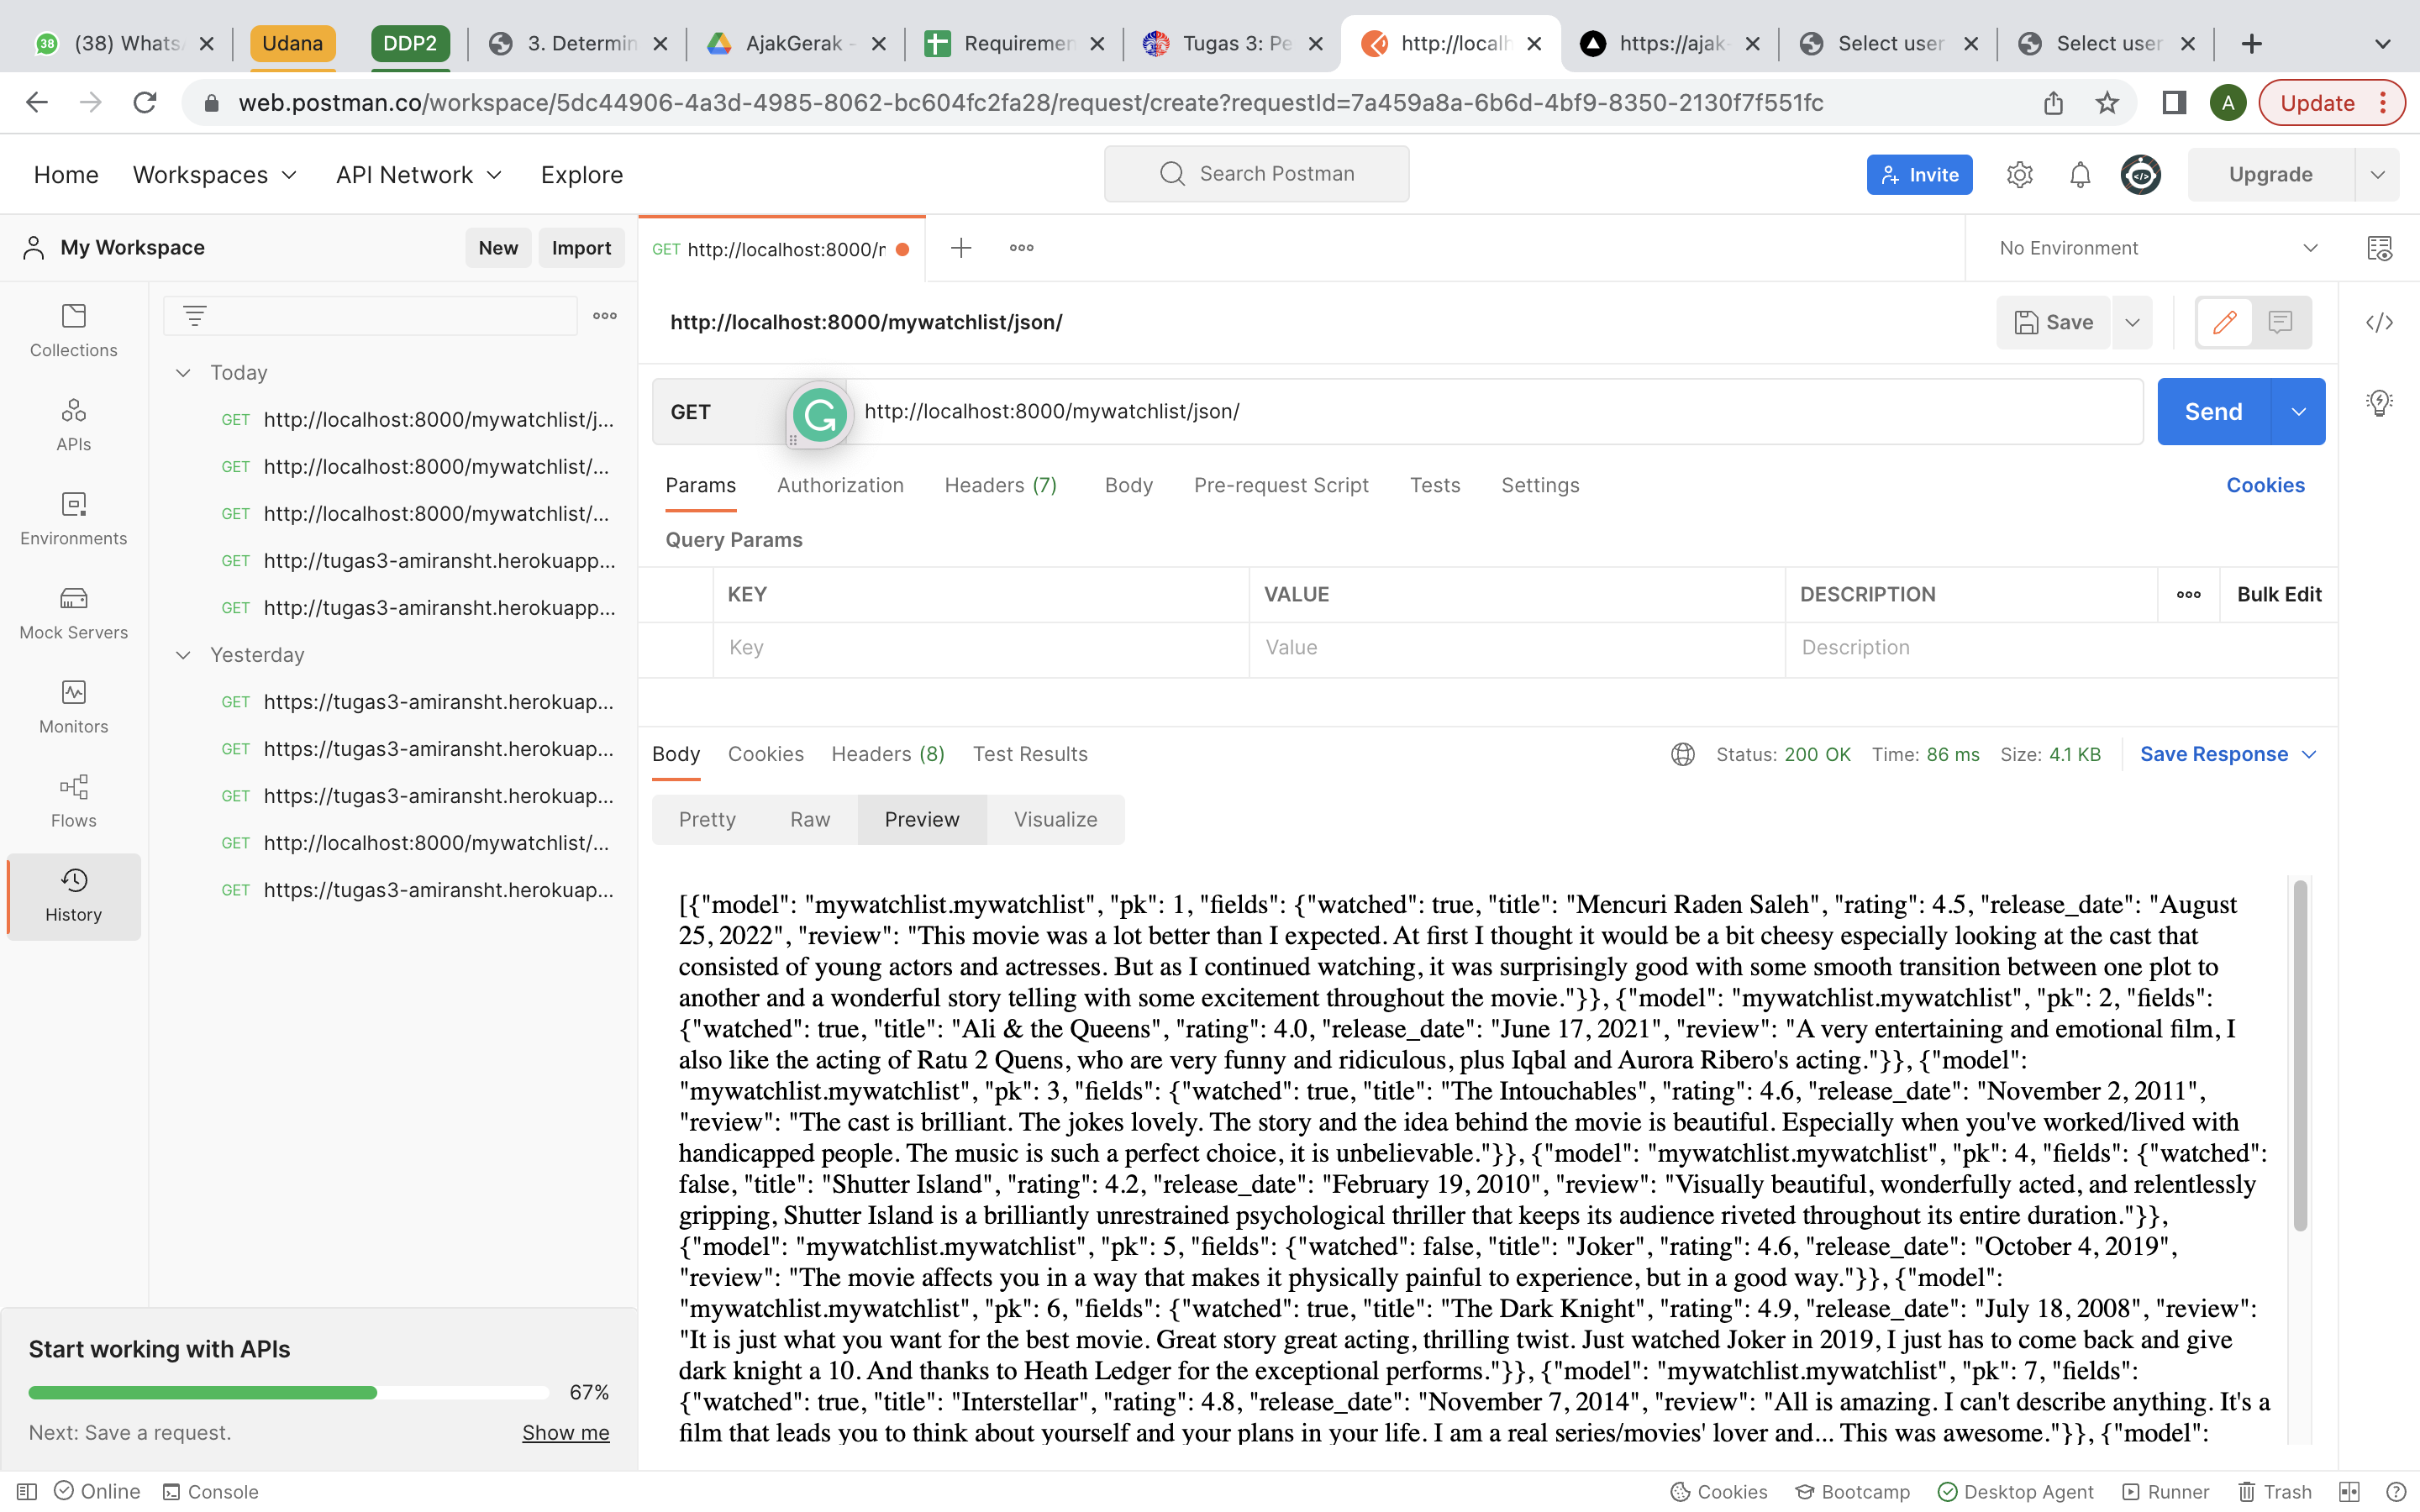 38 (38) Whats
Udana
DDP2
3. Determin
AjakGerak -
Requiremen
Tugas 3: Pe
http://localh
https://ajak-
Select user
Select user
web.postman.co/workspace/5dc44906-4a3d-4985-8062-bc604fc2fa28/request/create?requestId=7a459a8a-6b6d-4bf9-8350-2130f7f551fc
A
Update
Home
Workspaces
API Network
Explore
Search Postman
Invite
Upgrade
My Workspace
New
Import
GET http://localhost:8000/r
No Environment
Collections
APIs
Environments
Mock Servers
Monitors
Flows
History
Today
GET http://localhost:8000/mywatchlist/j...
GET http://localhost:8000/mywatchlist/...
GET http://localhost:8000/mywatchlist/...
GET http://tugas3-amiransht.herokuapp...
GET http://tugas3-amiransht.herokuapp...
Yesterday
GET https://tugas3-amiransht.herokuap...
GET https://tugas3-amiransht.herokuap...
GET https://tugas3-amiransht.herokuap...
GET http://localhost:8000/mywatchlist/...
GET https://tugas3-amiransht.herokuap...
Start working with APIs
67%
Next: Save a request. Show me
http://localhost:8000/mywatchlist/json/
Save
GET G http://localhost:8000/mywatchlist/json/
Send
Params Authorization Headers (7) Body Pre-request Script Tests Settings Cookies
Query Params
KEY VALUE DESCRIPTION Bulk Edit
Key Value Description
Body Cookies Headers (8) Test Results Status: 200 OK Time: 86 ms Size: 4.1 KB Save Response
Pretty Raw Preview Visualize
[{"model": "mywatchlist.mywatchlist", "pk": 1, "fields": {"watched": true, "title": "Mencuri Raden Saleh", "rating": 4.5, "release_date": "August
25, 2022", "review": "This movie was a lot better than I expected. At first I thought it would be a bit cheesy especially looking at the cast that
consisted of young actors and actresses. But as I continued watching, it was surprisingly good with some smooth transition between one plot to
another and a wonderful story telling with some excitement throughout the movie."}}, {"model": "mywatchlist.mywatchlist", "pk": 2, "fields":
{"watched": true, "title": "Ali & the Queens", "rating": 4.0, "release_date": "June 17, 2021", "review": "A very entertaining and emotional film, I
also like the acting of Ratu 2 Quens, who are very funny and ridiculous, plus Iqbal and Aurora Ribero's acting."}}, {"model":
"mywatchlist.mywatchlist", "pk": 3, "fields": {"watched": true, "title": "The Intouchables", "rating": 4.6, "release_date": "November 2, 2011",
"review": "The cast is brilliant. The jokes lovely. The story and the idea behind the movie is beautiful. Especially when you've worked/lived with
handicapped people. The music is such a perfect choice, it is unbelievable."}}, {"model": "mywatchlist.mywatchlist", "pk": 4, "fields": {"watched":
false, "title": "Shutter Island", "rating": 4.2, "release_date": "February 19, 2010", "review": "Visually beautiful, wonderfully acted, and relentlessly
gripping, Shutter Island is a brilliantly unrestrained psychological thriller that keeps its audience riveted throughout its entire duration."}},
{"model": "mywatchlist.mywatchlist", "pk": 5, "fields": {"watched": false, "title": "Joker", "rating": 4.6, "release_date": "October 4, 2019",
"review": "The movie affects you in a way that makes it physically painful to experience, but in a good way."}}, {"model":
"mywatchlist.mywatchlist", "pk": 6, "fields": {"watched": true, "title": "The Dark Knight", "rating": 4.9, "release_date": "July 18, 2008", "review":
"It is just what you want for the best movie. Great story great acting, thrilling twist. Just watched Joker in 2019, I just has to come back and give
dark knight a 10. And thanks to Heath Ledger for the exceptional performs."}}, {"model": "mywatchlist.mywatchlist", "pk": 7, "fields":
{"watched": true, "title": "Interstellar", "rating": 4.8, "release_date": "November 7, 2014", "review": "All is amazing. I can't describe anything. It's a
film that leads you to think about yourself and your plans in your life. I am a real series/movies' lover and... This was awesome."}}, {"model":
Online Console Cookies Bootcamp Desktop Agent Runner Trash